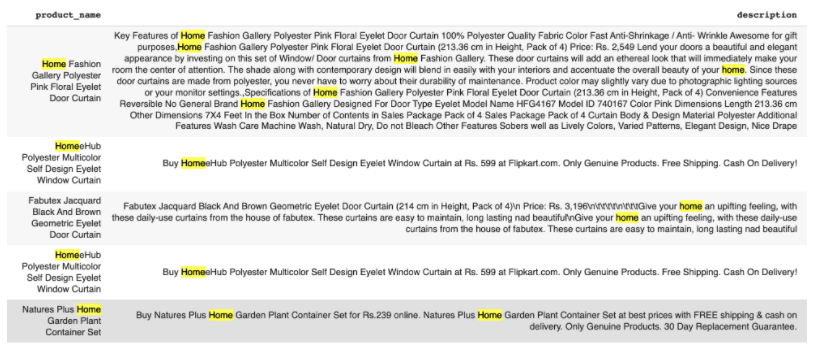 product_name description
Key Features of Home Fashion Gallery Polyester Pink Floral Eyelet Door Curtain 100% Polyester Quality Fabric Color Fast Anti-Shrinkage / Anti- Wrinkle Awesome for gift
purposes,Home Fashion Gallery Polyester Pink Floral Eyelet Door Curtain (213.36 cm in Height, Pack of 4) Price: Rs. 2,549 Lend your doors a beautiful and elegant
appearance by investing on this set of Window/ Door curtains from Home Fashion Gallery. These door curtains will add an ethereal look that will immediately make your
room the center of attention. The shade along with contemporary design will blend in easily with your interiors and accentuate the overall beauty of your home. Since these
door curtains are made from polyester, you never have to worry about their durability of maintenance. Product color may slightly vary due to photographic lighting sources
or your monitor settings.,Specifications of Home Fashion Gallery Polyester Pink Floral Eyelet Door Curtain (213.36 cm in Height, Pack of 4) Convenience Features
Reversible No General Brand Home Fashion Gallery Designed For Door Type Eyelet Model Name HFG4167 Model ID 740167 Color Pink Dimensions Length 213.36 cm
Other Dimensions 7X4 Feet In the Box Number of Contents in Sales Package Pack of 4 Sales Package Pack of 4 Curtain Body & Design Material Polyester Additional
Features Wash Care Machine Wash, Natural Dry, Do not Bleach Other Features Sobers well as Lively Colors, Varied Patterns, Elegant Design, Nice Drape
Home Fashion
Gallery Polyester
Pink Floral Eyelet
Door Curtain
HomeeHub
Polyester Multicolor
Self Design Eyelet
Window Curtain
Buy HomeeHub Polyester Multicolor Self Design Eyelet Window Curtain at Rs. 599 at Flipkart.com. Only Genuine Products. Free Shipping. Cash On Delivery!
Fabutex Jacquard
Black And Brown
Geometric Eyelet
Door Curtain
Fabutex Jacquard Black And Brown Geometric Eyelet Door Curtain (214 cm in Height, Pack of 4)\n Price: Rs. 3,196\n\t\t\t\t\n\t\t\tGive your home an upifting feeling, with
these daily-use curtains from the house of fabutex. These curtains are easy to maintain, long lasting nad beautiful\nGive your home an upifting feeling, with these daily-use
curtains from the house of fabutex. These curtains are easy to maintain, long lasting nad beautiful
HomeeHub
Polyester Multicolor
Self Design Eyelet
Window Curtain
Buy HomeeHub Polyester Multicolor Self Design Eyelet Window Curtain at Rs. 599 at Flipkart.com. Only Genuine Products. Free Shipping. Cash On Delivery!
Natures Plus Home
Garden Plant
Container Set
Buy Natures Plus Home Garden Plant Container Set for Rs.239 online. Natures Plus Home Garden Plant Container Set at best prices with FREE shipping & cash on
delivery. Only Genuine Products. 30 Day Replacement Guarantee.